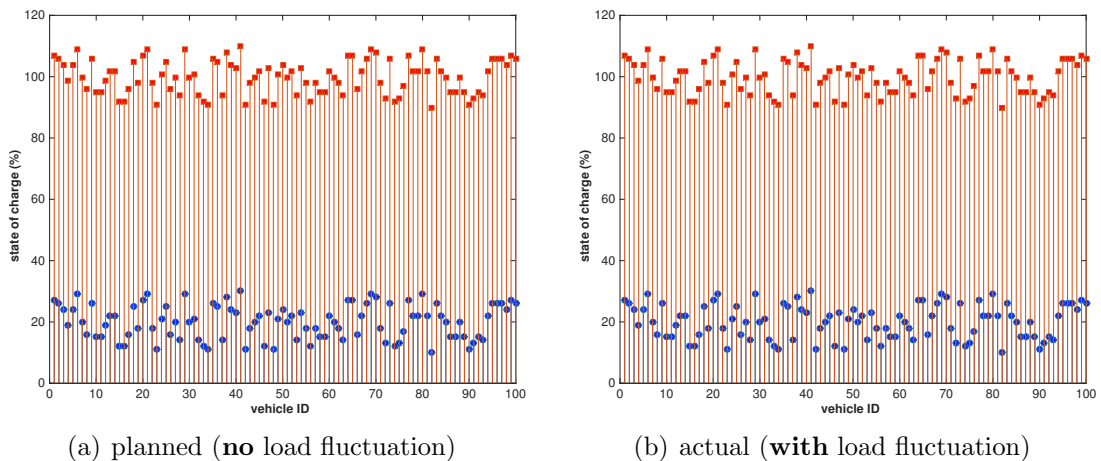 120
100
80
60
40
20
0
state of charge (%)
0 10 20 30 40 50 60 70 80 90 100
vehicle ID
(a) planned (no load fluctuation)
120
100
80
60
40
20
0
state of charge (%)
0 10 20 30 40 50 60 70 80 90 100
vehicle ID
(b) actual (with load fluctuation)